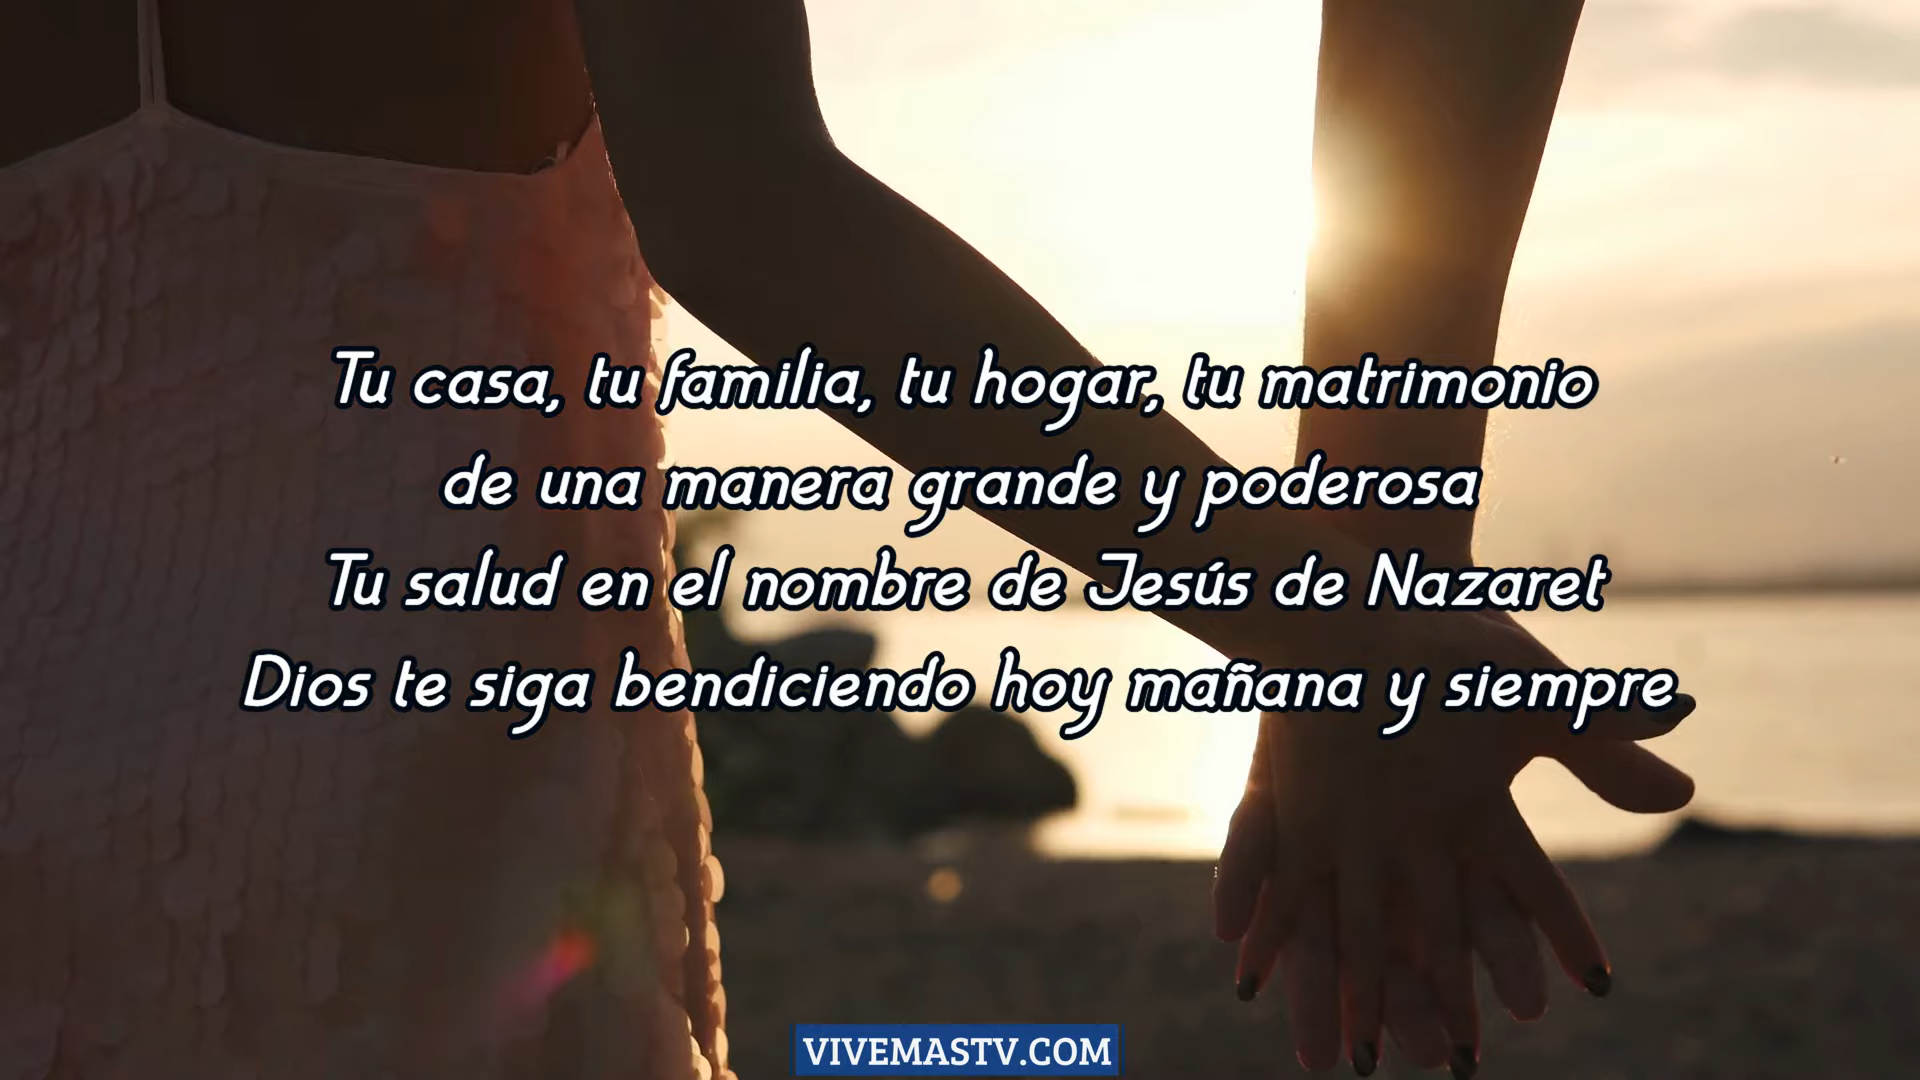 Tu casa, tu familia, tu hogar, tu matrimonio
de una manera grande y poderosa
Tu salud en el nombre de Jesús de Nazaret
Dios te siga bendiciendo hoy mañana y siempre
VIVEMASTV.COM